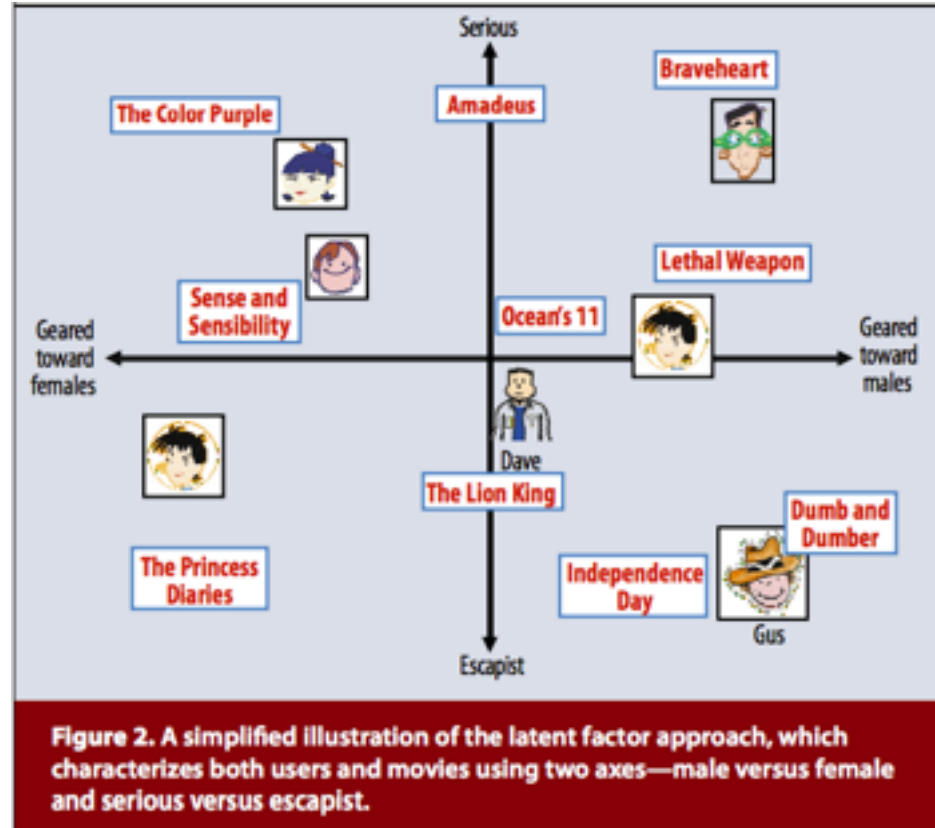 Serious
Braveheart
Amadeus
The Color Purple
Lethal Weapon
Sense and
Sensibility
Ocean's 11
Geared
toward
females
Geared
toward
males
Dave
The Lion King
Dumb and
Dumber
The Princess
Diaries
Independence
Day
Gus
Escapist
Figure 2. A simplified illustration of the latent factor approach, which
characterizes both users and movies using two axes—male versus female
and serious versus escapist.